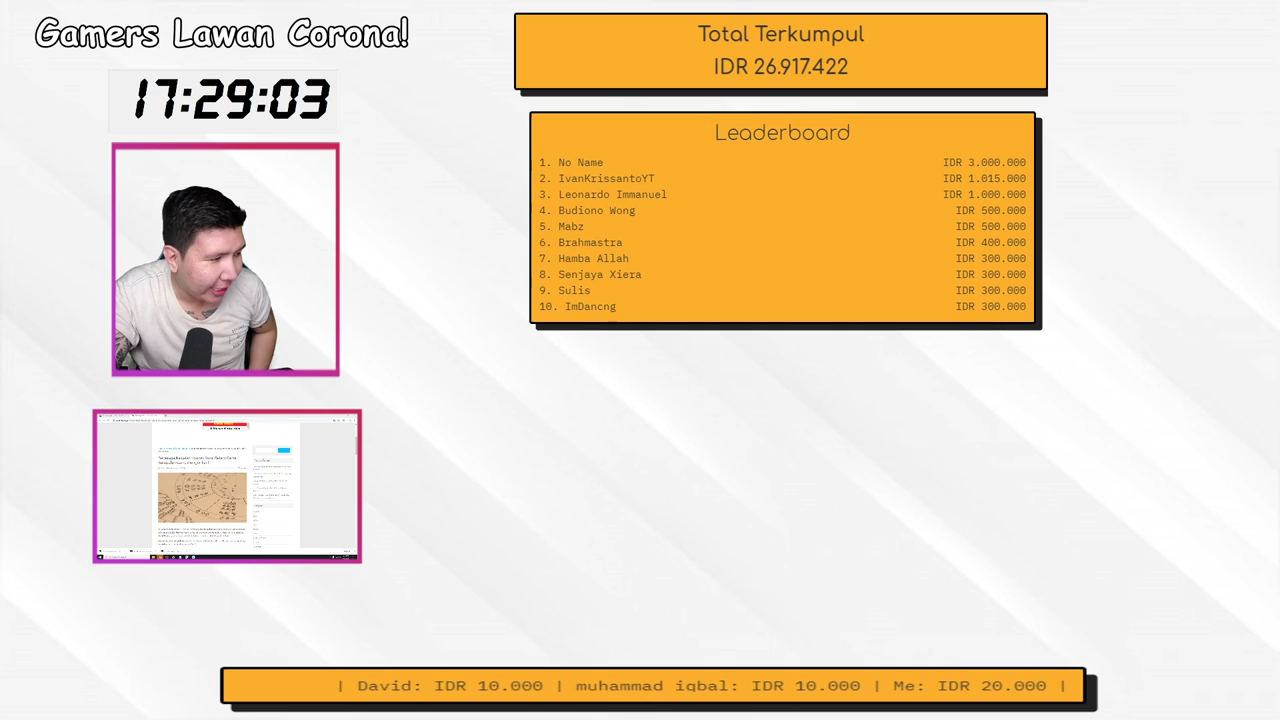 Gamers Lawan Corona!
17:29:03
Total Terkumpul
IDR 26.917.422
Leaderboard
1. No Name IDR 3.000.000
2. IvanKrissantoYT IDR 1.015.000
3. Leonardo Immanuel IDR 1.000.000
4. Budiono Wong IDR 500.000
5. Mabz IDR 500.000
6. Brahmastra IDR 400.000
7. Hamba Allah IDR 300.000
8. Senjaya Xiera IDR 300.000
9. Sulis IDR 300.000
10. ImDancng IDR 300.000
| David: IDR 10.000 | muhammad iqbal: IDR 10.000 | Me: IDR 20.000 |